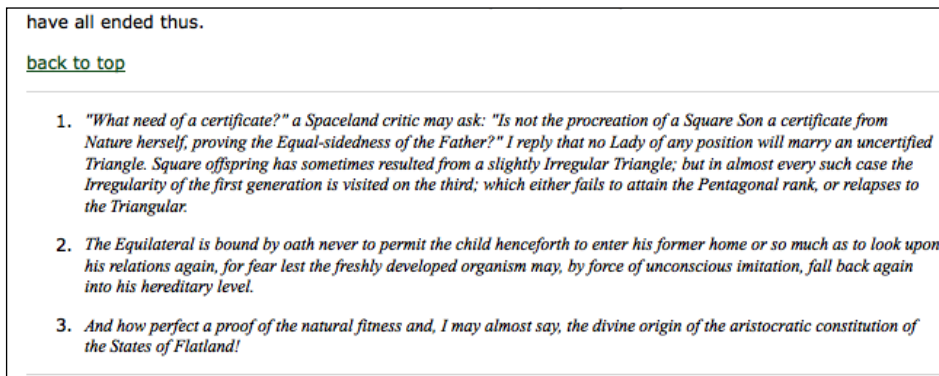 have all ended thus.
back to top
1. "What need of a certificate?" a Spaceland critic may ask: "Is not the procreation of a Square Son a certificate from
Nature herself, proving the Equal-sidedness of the Father?" I reply that no Lady of any position will marry an uncertified
Triangle. Square offspring has sometimes resulted from a slightly Irregular Triangle; but in almost every such case the
Irregularity of the first generation is visited on the third; which either fails to attain the Pentagonal rank, or relapses to
the Triangular.
2. The Equilateral is bound by oath never to permit the child henceforth to enter his former home or so much as to look upon
his relations again, for fear lest the freshly developed organism may, by force of unconscious imitation, fall back again
into his hereditary level.
3. And how perfect a proof of the natural fitness and, I may almost say, the divine origin of the aristocratic constitution of
the States of Flatland!